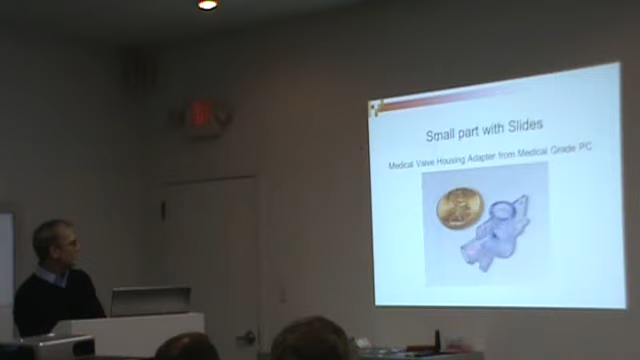 Small part with Slides
Medical Valve Housing Adapter from Medical Grade PC